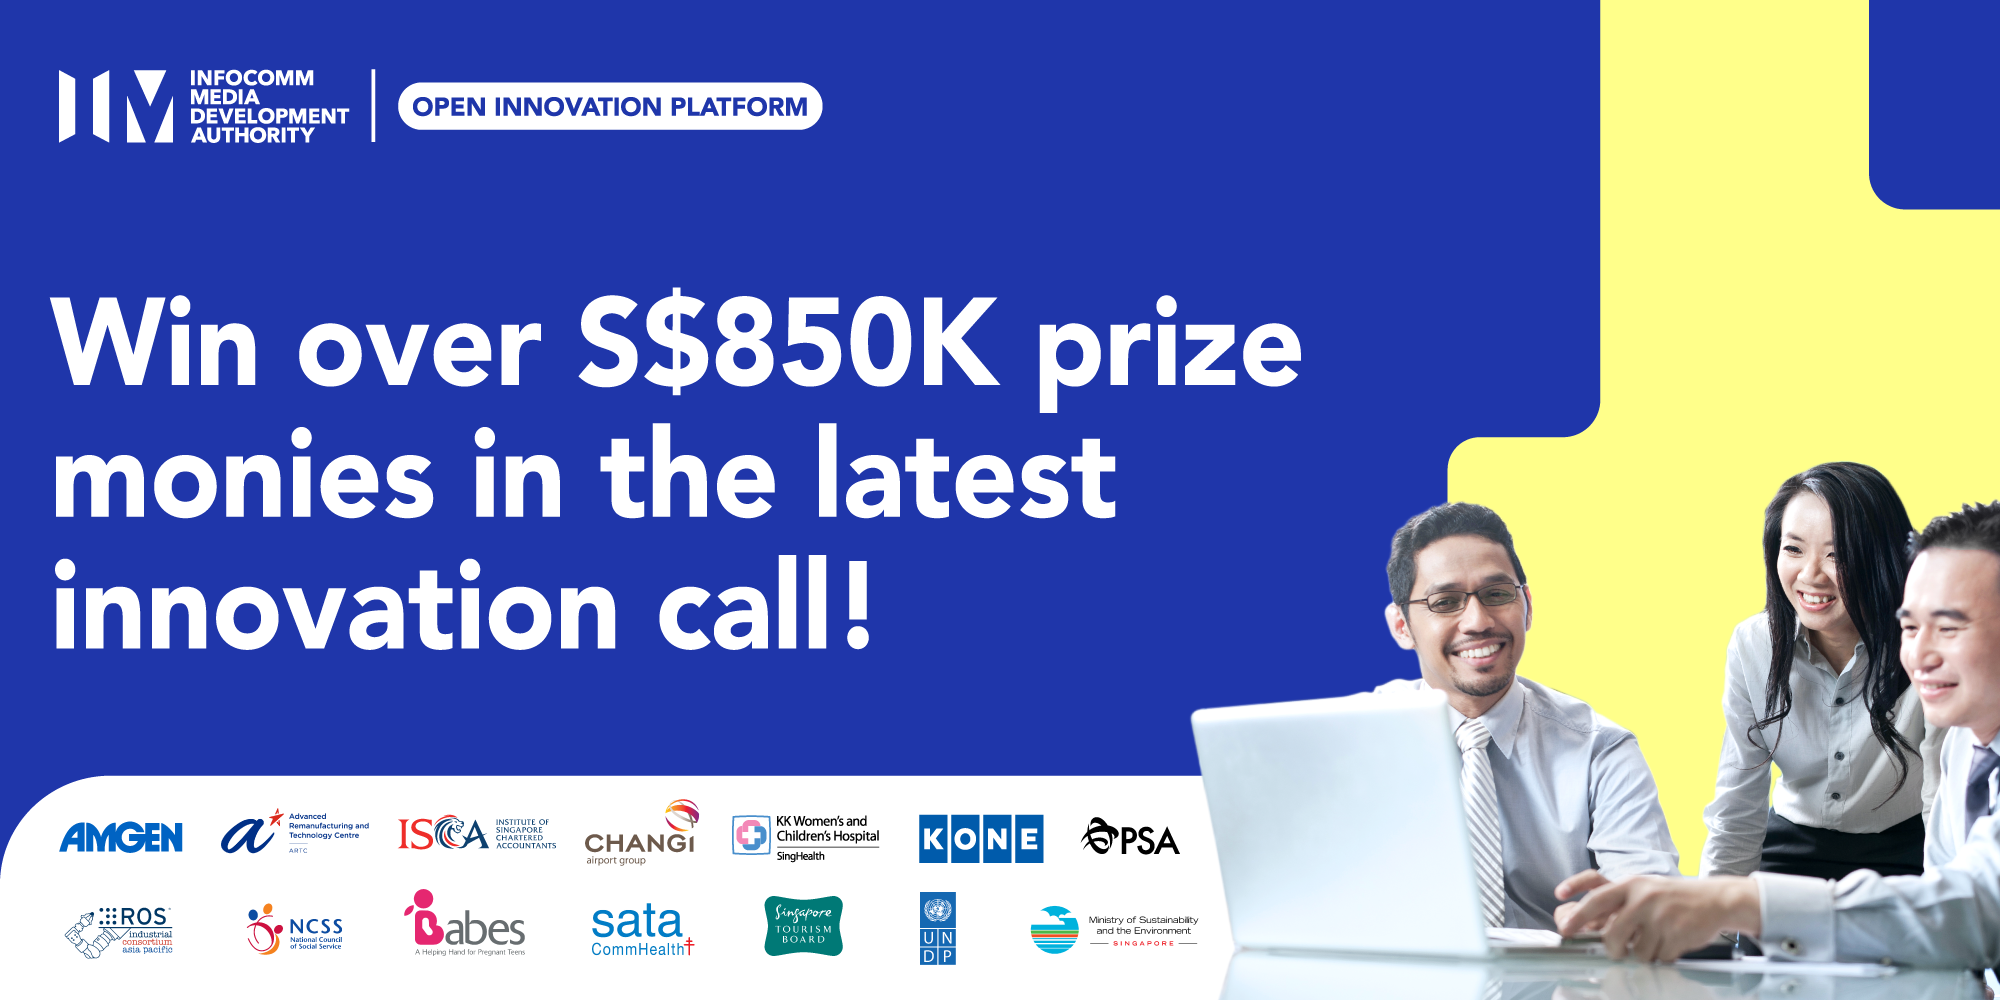 INFOCOMM
MEDIA
DEVELOPMENT
AUTHORITY
OPEN INNOVATION PLATFORM
Win over S$850K prize
monies in the latest
innovation call!
AMGEN
Advanced
Remanufacturing and
Technology Centre
ARTC
ISCA
INSTITUTE OF
SINGAPORE
CHARTERED
ACCOUNTANTS
CHANGI
airport group
KK Women's and
Children's Hospital
SingHealth
KONE
PSA
ROS
industrial
consortium
asia pacific
NCSS
National Council
of Social Service
Babes
A Helping Hand for Pregnant Teens
sata
CommHealth
Singapore
TOURISM
BOARD
UN
DP
Ministry of Sustainability
and the Environment
SINGAPORE